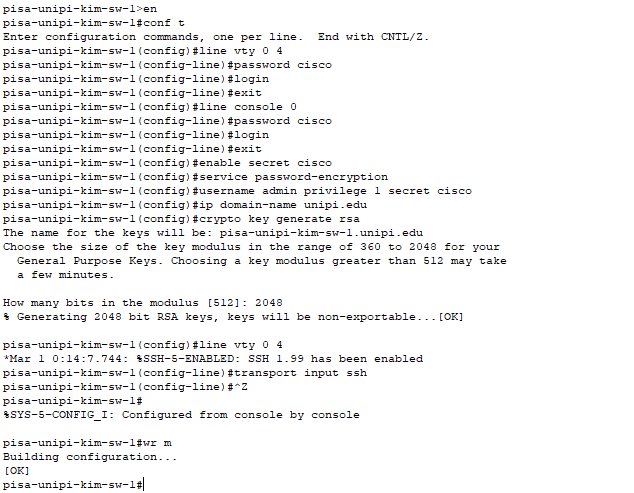 pisa-unipi-kim-sw-1>en
pisa-unipi-kim-sw-1#conf t
Enter configuration commands, one per line.  End with CNTL/Z.
pisa-unipi-kim-sw-1(config)#line vty 0 4
pisa-unipi-kim-sw-1(config-line)#password cisco
pisa-unipi-kim-sw-1(config-line)#login
pisa-unipi-kim-sw-1(config-line)#exit
pisa-unipi-kim-sw-1(config)#line console 0
pisa-unipi-kim-sw-1(config-line)#password cisco
pisa-unipi-kim-sw-1(config-line)#login
pisa-unipi-kim-sw-1(config-line)#exit
pisa-unipi-kim-sw-1(config)#enable secret cisco
pisa-unipi-kim-sw-1(config)#service password-encryption
pisa-unipi-kim-sw-1(config)#username admin privilege 1 secret cisco
pisa-unipi-kim-sw-1(config)#ip domain-name unipi.edu
pisa-unipi-kim-sw-1(config)#crypto key generate rsa
The name for the keys will be: pisa-unipi-kim-sw-1.unipi.edu
Choose the size of the key modulus in the range of 360 to 2048 for your
  General Purpose Keys. Choosing a key modulus greater than 512 may take
  a few minutes.

How many bits in the modulus [512]: 2048
% Generating 2048 bit RSA keys, keys will be non-exportable...[OK]

pisa-unipi-kim-sw-1(config)#line vty 0 4
*Mar 1 0:14:7.744: %SSH-5-ENABLED: SSH 1.99 has been enabled
pisa-unipi-kim-sw-1(config-line)#transport input ssh
pisa-unipi-kim-sw-1(config-line)#^Z
pisa-unipi-kim-sw-1#
%SYS-5-CONFIG_I: Configured from console by console

pisa-unipi-kim-sw-1#wr m
Building configuration...
[OK]
pisa-unipi-kim-sw-1#